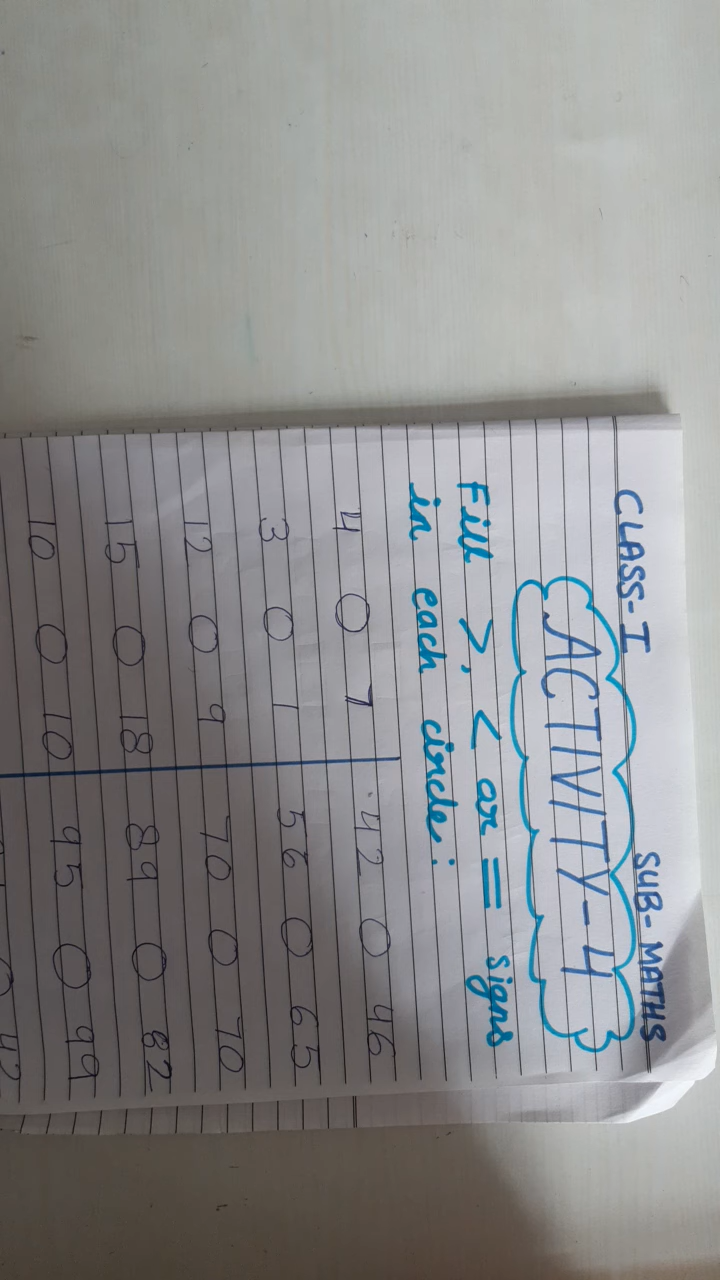 CLASS-I SUB-MATHS
ACTIVITY-4
Fill >, < or = signs
in each circle:
4 ○ 7 42 ○ 46
3 ○ 1 56 ○ 65
12 ○ 9 70 ○ 70
15 ○ 18 89 ○ 82
10 ○ 10 95 ○ 99
○ 42